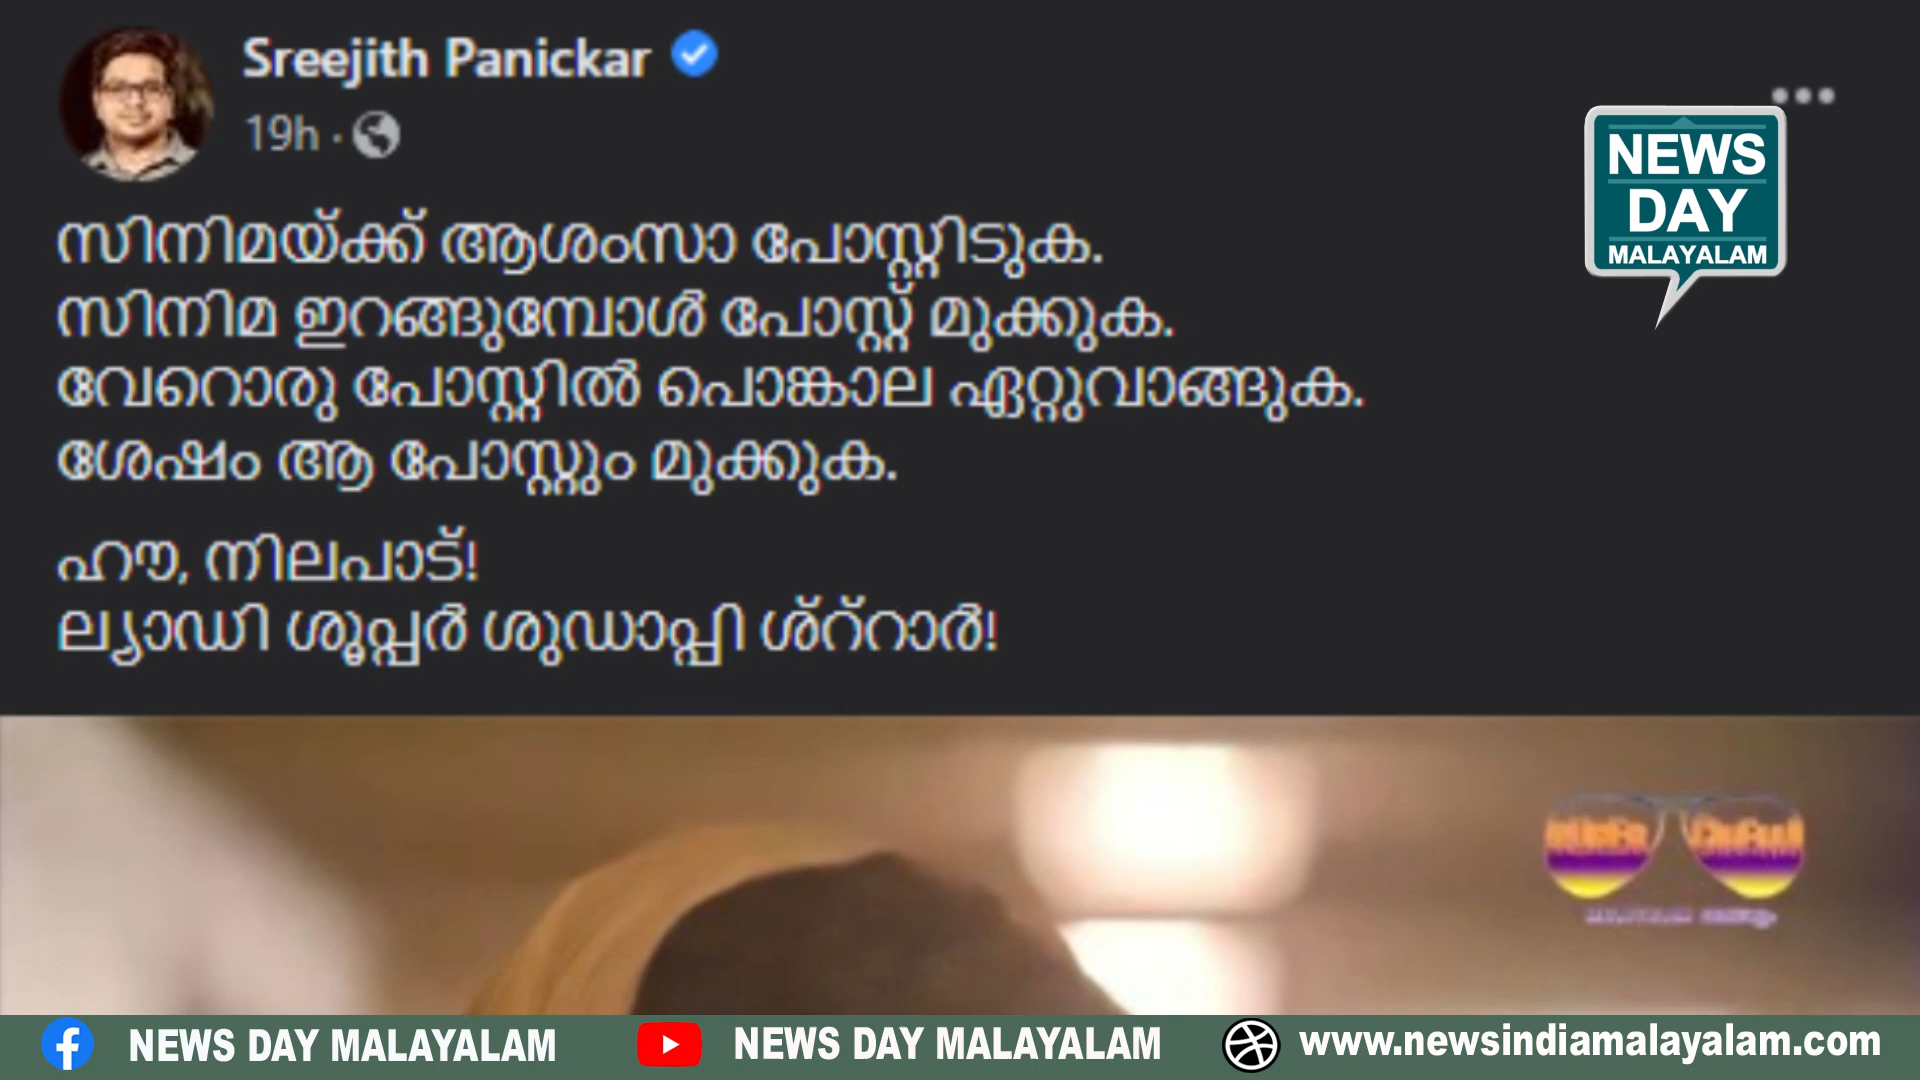 Sreejith Panickar
19h
NEWS
DAY
MALAYALAM
സിനിമയ്ക്ക് ആശംസാ പോസ്റ്റിടുക.
സിനിമ ഇറങ്ങുമ്പോൾ പോസ്റ്റ് മുക്കുക.
വേറൊരു പോസ്റ്റിൽ പൊങ്കാല ഏറ്റുവാങ്ങുക.
ശേഷം ആ പോസ്റ്റും മുക്കുക.
ഹൗ, നിലപാട്!
ല്യാഡി ശൂപ്പർ ശുഡാപ്പി ശ്റ്റാർ!
NEWS DAY MALAYALAM
NEWS DAY MALAYALAM
www.newsindiamalayalam.com